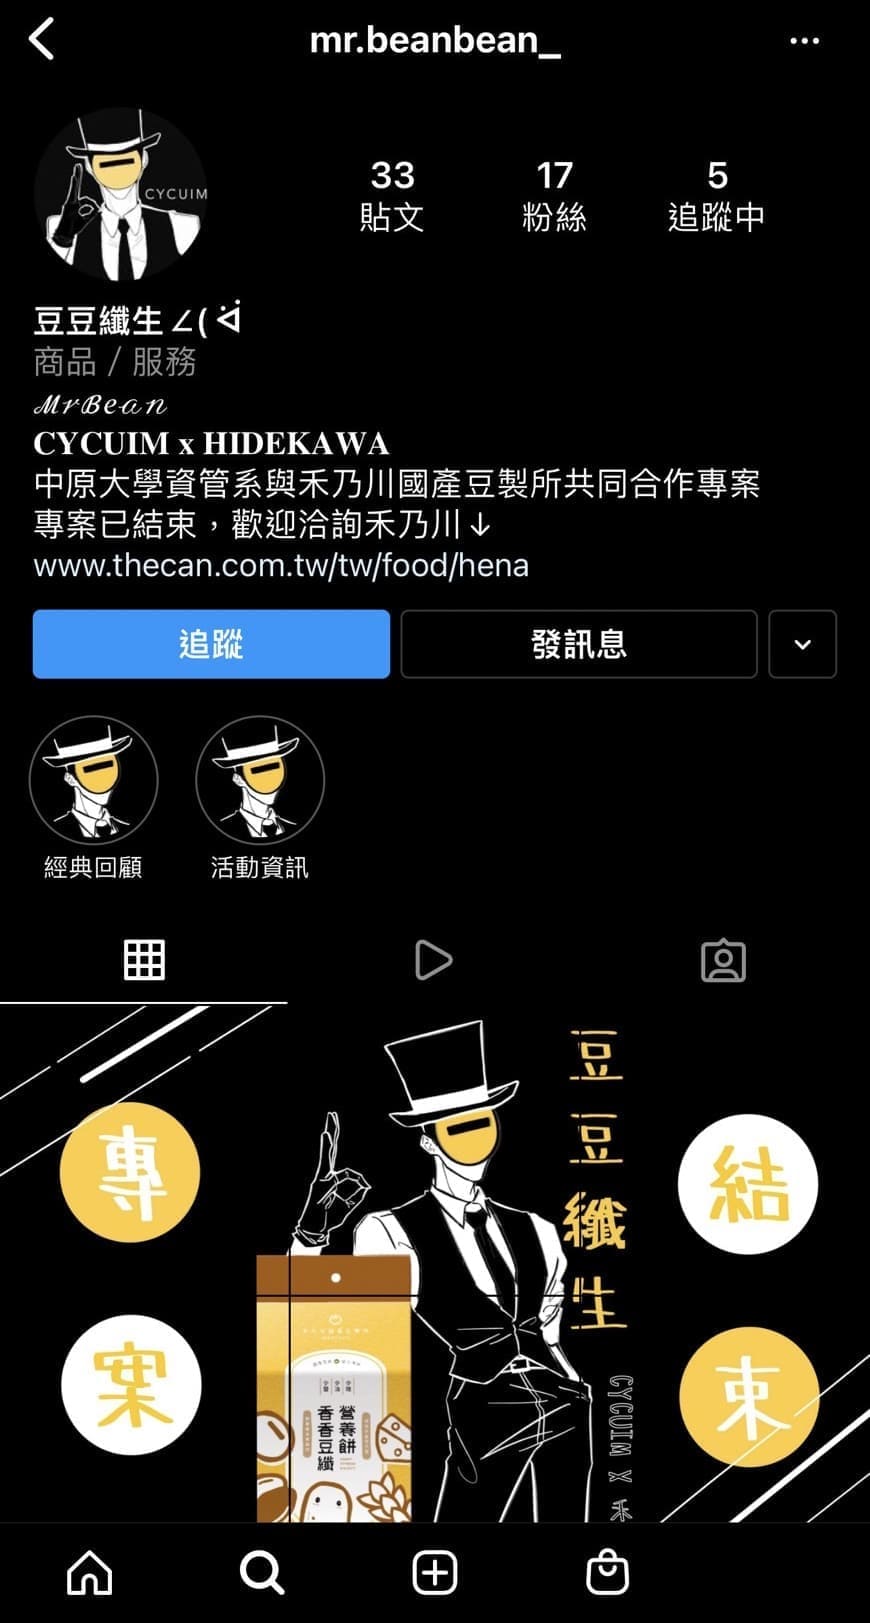 mr.beanbean_
CYCUIM
33
貼文
17
粉絲
5
追蹤中
豆豆纖生∠( ᐛ
商品 / 服務
𝓜𝓻𝓑𝓮𝓪𝓷
CYCUIM x HIDEKAWA
中原大學資管系與禾乃川國產豆製所共同合作專案
專案已結束，歡迎洽詢禾乃川↓
www.thecan.com.tw/tw/food/hena
追蹤
發訊息
經典回顧
活動資訊
專
案
豆豆纖生
CYCUIM X 禾
結
束
營養餅
香香豆纖